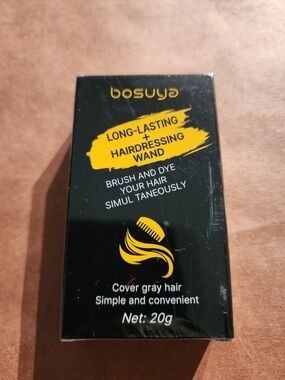 bosuya
LONG-LASTING
+
HAIRDRESSING
WAND
BRUSH AND DYE
YOUR HAIR
SIMUL TANEOUSLY
Cover gray hair
Simple and convenient
Net: 20g